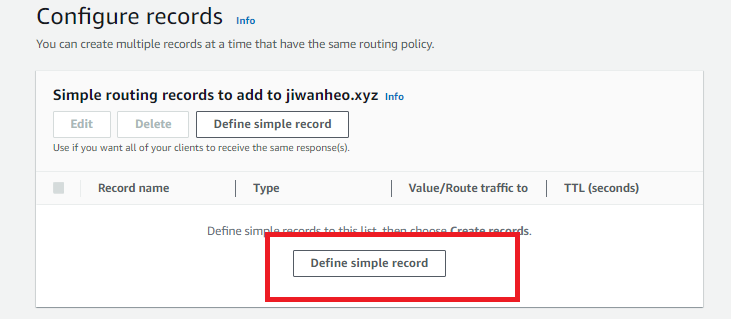 Configure records Info
You can create multiple records at a time that have the same routing policy.
Simple routing records to add to jiwanheo.xyz Info
Edit Delete Define simple record
Use if you want all of your clients to receive the same response(s).
Record name Type Value/Route traffic to TTL (seconds)
Define simple records to this list, then choose Create records.
Define simple record